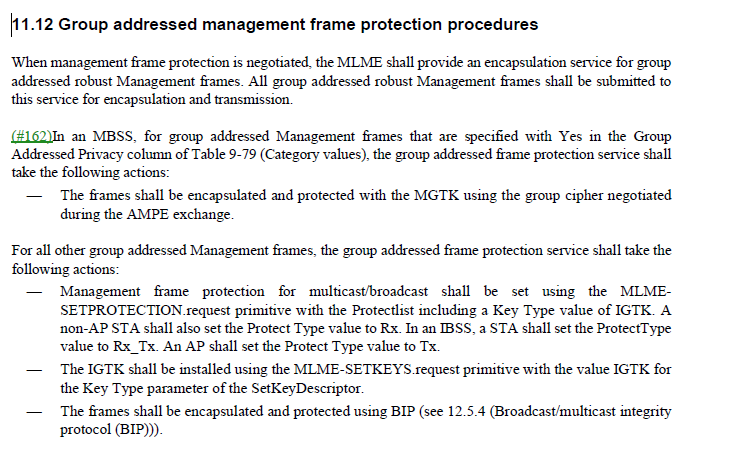 11.12 Group addressed management frame protection procedures
When management frame protection is negotiated, the MLME shall provide an encapsulation service for group
addressed robust Management frames. All group addressed robust Management frames shall be submitted to
this service for encapsulation and transmission.
(#162)In an MBSS, for group addressed Management frames that are specified with Yes in the Group
Addressed Privacy column of Table 9-79 (Category values), the group addressed frame protection service shall
take the following actions:
— The frames shall be encapsulated and protected with the MGTK using the group cipher negotiated
during the AMPE exchange.
For all other group addressed Management frames, the group addressed frame protection service shall take the
following actions:
— Management frame protection for multicast/broadcast shall be set using the MLME-
SETPROTECTION.request primitive with the Protectlist including a Key Type value of IGTK. A
non-AP STA shall also set the Protect Type value to Rx. In an IBSS, a STA shall set the ProtectType
value to Rx_Tx. An AP shall set the Protect Type value to Tx.
— The IGTK shall be installed using the MLME-SETKEYS.request primitive with the value IGTK for
the Key Type parameter of the SetKeyDescriptor.
— The frames shall be encapsulated and protected using BIP (see 12.5.4 (Broadcast/multicast integrity
protocol (BIP))).